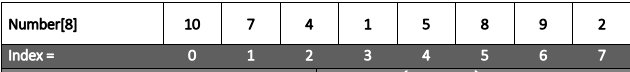 Number[8] 10 7 4 1 5 8 9 2
Index = 0 1 2 3 4 5 6 7